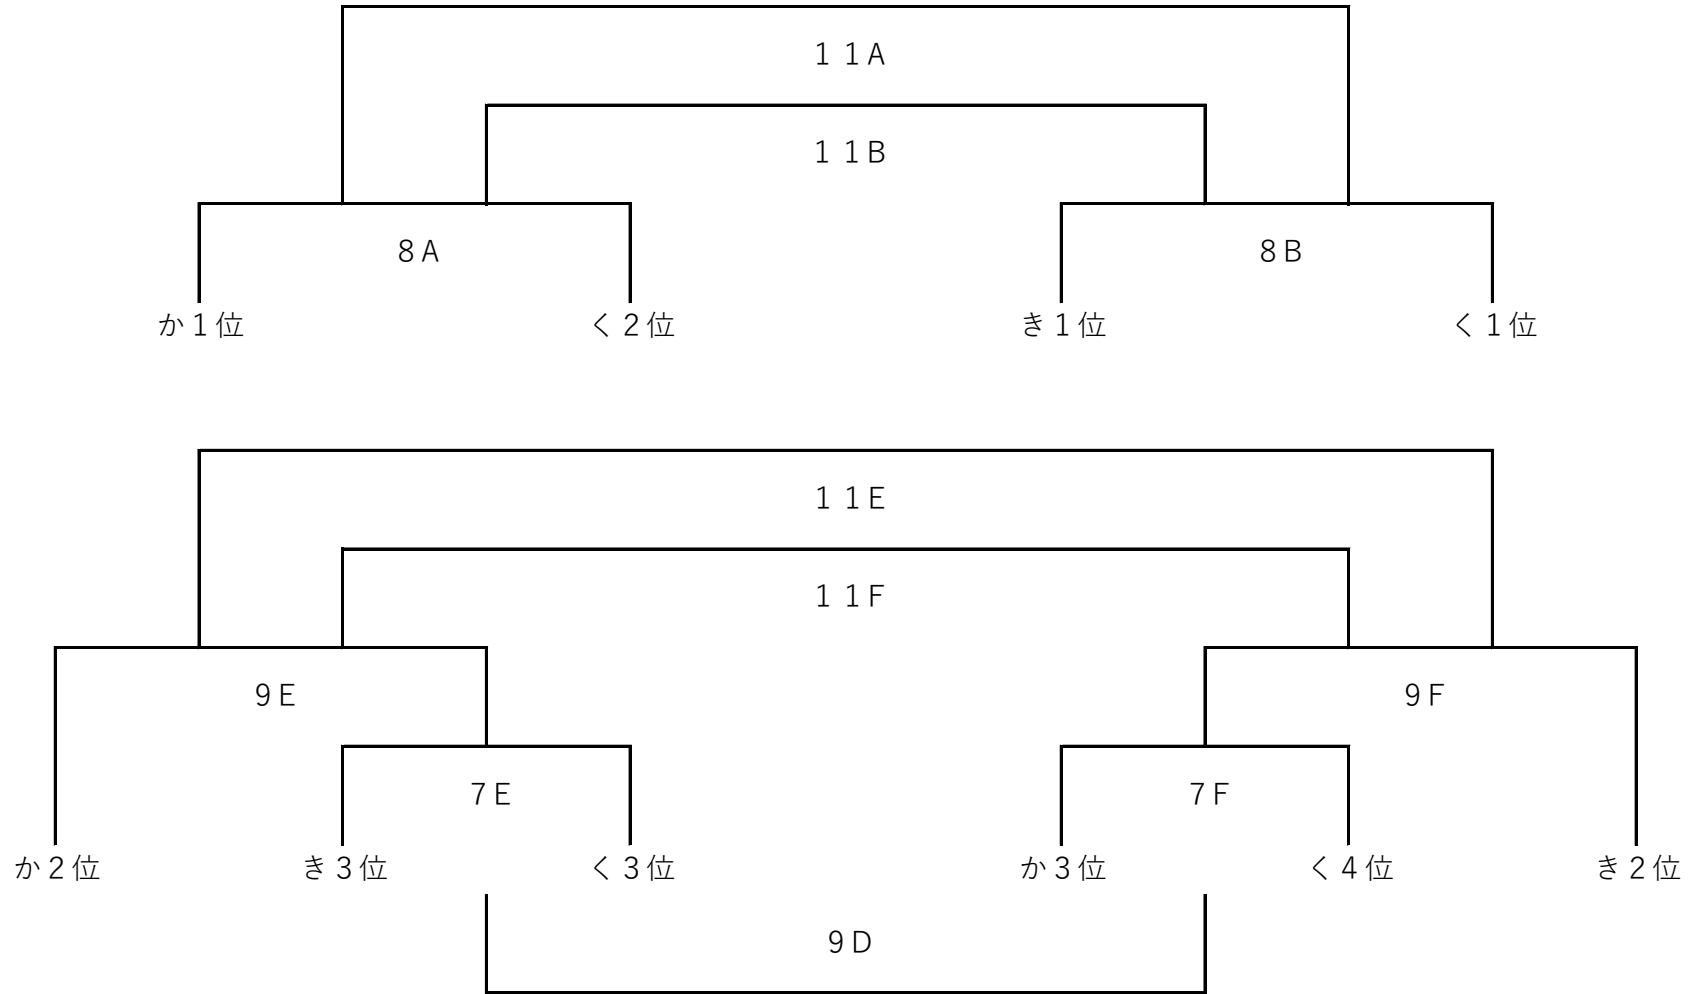 １１A
１１B
８A ８B
か１位 く２位 き１位 く１位
１１E
１１F
９E ９F
７E ７F
か２位 き３位 く３位 か３位 く４位 き２位
９D